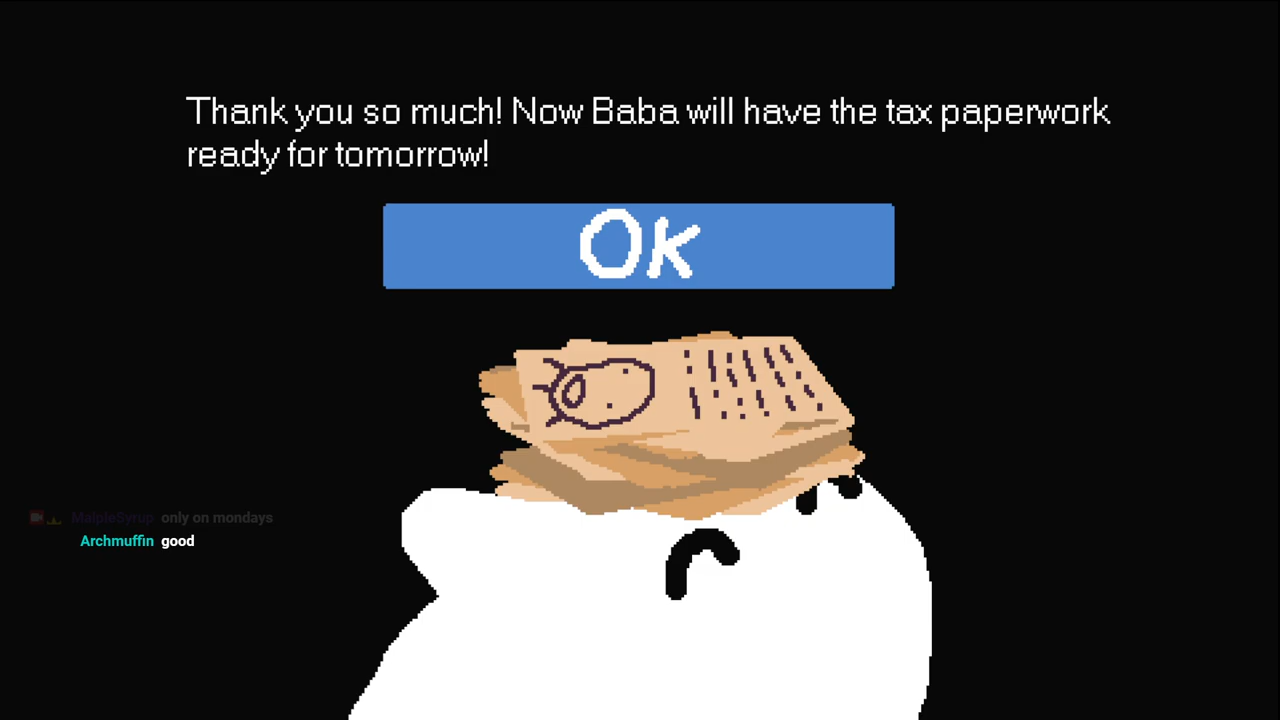 Thank you so much! Now Baba will have the tax paperwork
ready for tomorrow!
OK
MalpleSyrup only on mondays
Archmuffin good